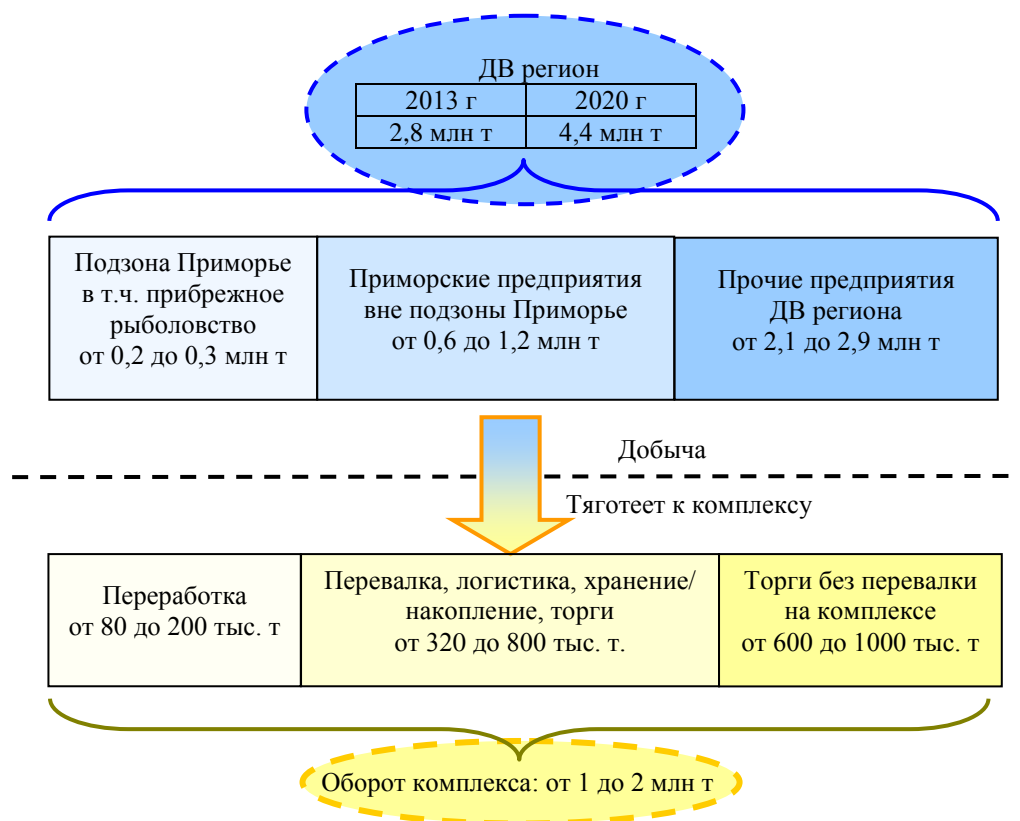 ДВ регион
2013 г 2020 г
2,8 млн т 4,4 млн т
Подзона Приморье
в т.ч. прибрежное
рыболовство
от 0,2 до 0,3 млн т
Приморские предприятия
вне подзоны Приморье
от 0,6 до 1,2 млн т
Прочие предприятия
ДВ региона
от 2,1 до 2,9 млн т
Добыча
Тяготеет к комплексу
Переработка
от 80 до 200 тыс. т
Перевалка, логистика, хранение/
накопление, торги
от 320 до 800 тыс. т.
Торги без перевалки
на комплексе
от 600 до 1000 тыс. т
Оборот комплекса: от 1 до 2 млн т